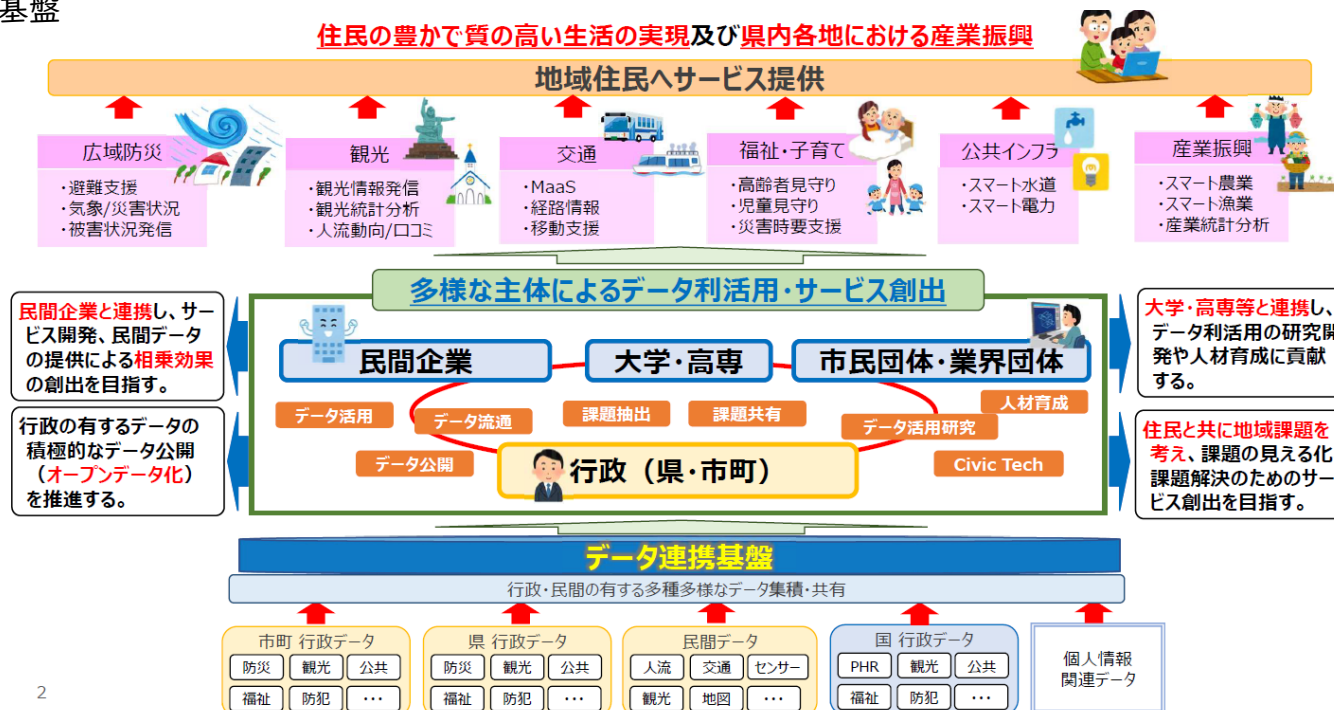 基盤
住民の豊かで質の高い生活の実現及び県内各地における産業振興
地域住民へサービス提供
広域防災
・避難支援
・気象/災害状況
・被害状況発信
観光
・観光情報発信
・観光統計分析
・人流動向/口コミ
交通
・MaaS
・経路情報
・移動支援
福祉・子育て
・高齢者見守り
・児童見守り
・災害時要支援
公共インフラ
・スマート水道
・スマート電力
産業振興
・スマート農業
・スマート漁業
・産業統計分析
多様な主体によるデータ利活用・サービス創出
民間企業と連携し、サー
ビス開発、民間データ
の提供による相乗効果
の創出を目指す。
行政の有するデータの
積極的なデータ公開
（オープンデータ化）
を推進する。
民間企業
大学・高専
市民団体・業界団体
データ活用
データ流通
課題抽出
課題共有
データ活用研究
人材育成
データ公開
行政（県・市町）
Civic Tech
大学・高専等と連携し、
データ利活用の研究開
発や人材育成に貢献
する。
住民と共に地域課題を
考え、課題の見える化
課題解決のためのサー
ビス創出を目指す。
データ連携基盤
行政・民間の有する多種多様なデータ集積・共有
市町 行政データ
防災 観光 公共
福祉 防犯 ・・・
県 行政データ
防災 観光 公共
福祉 防犯 ・・・
民間データ
人流 交通 センサー
観光 地図 ・・・
国 行政データ
PHR 観光 公共
福祉 防犯 ・・・
個人情報
関連データ
2